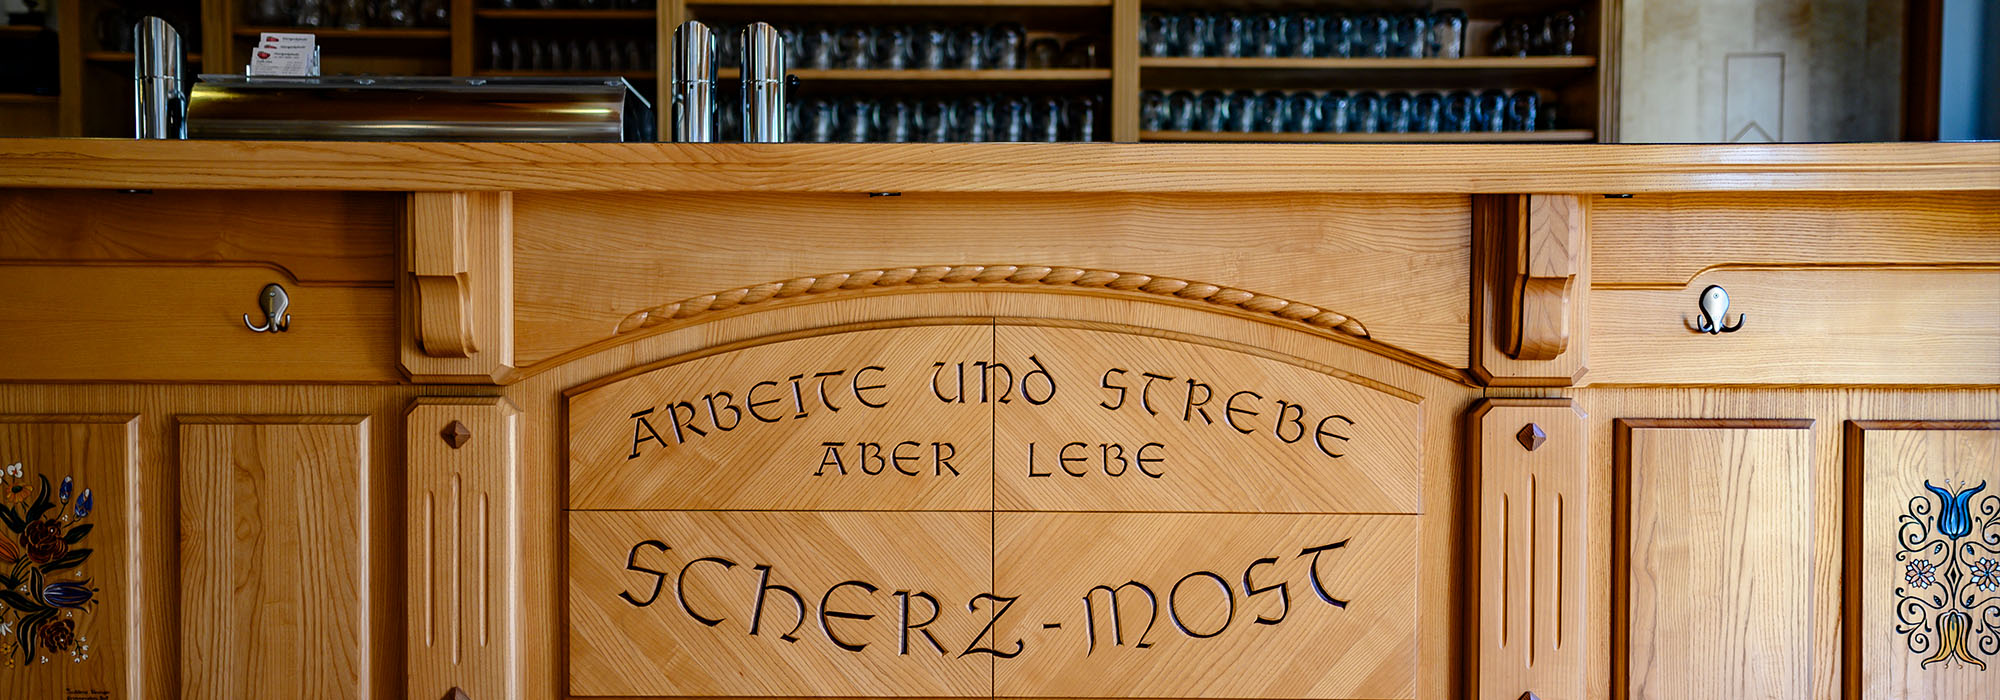 ARBEITE UND STREBE
ABER LEBE
SCHERZ-MOST